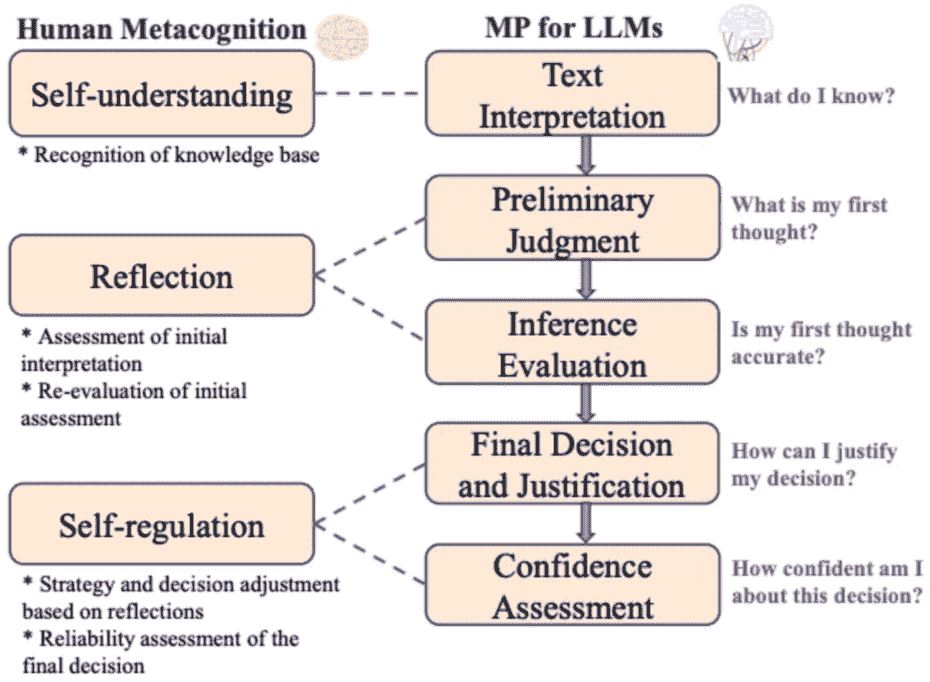 Human Metacognition
Self-understanding
* Recognition of knowledge base
Reflection
* Assessment of initial
interpretation
* Re-evaluation of initial
assessment
Self-regulation
* Strategy and decision adjustment
based on reflections
* Reliability assessment of the
final decision
MP for LLMs
Text
Interpretation
What do I know?
Preliminary
Judgment
What is my first
thought?
Inference
Evaluation
Is my first thought
accurate?
Final Decision
and Justification
How can I justify
my decision?
Confidence
Assessment
How confident am I
about this decision?